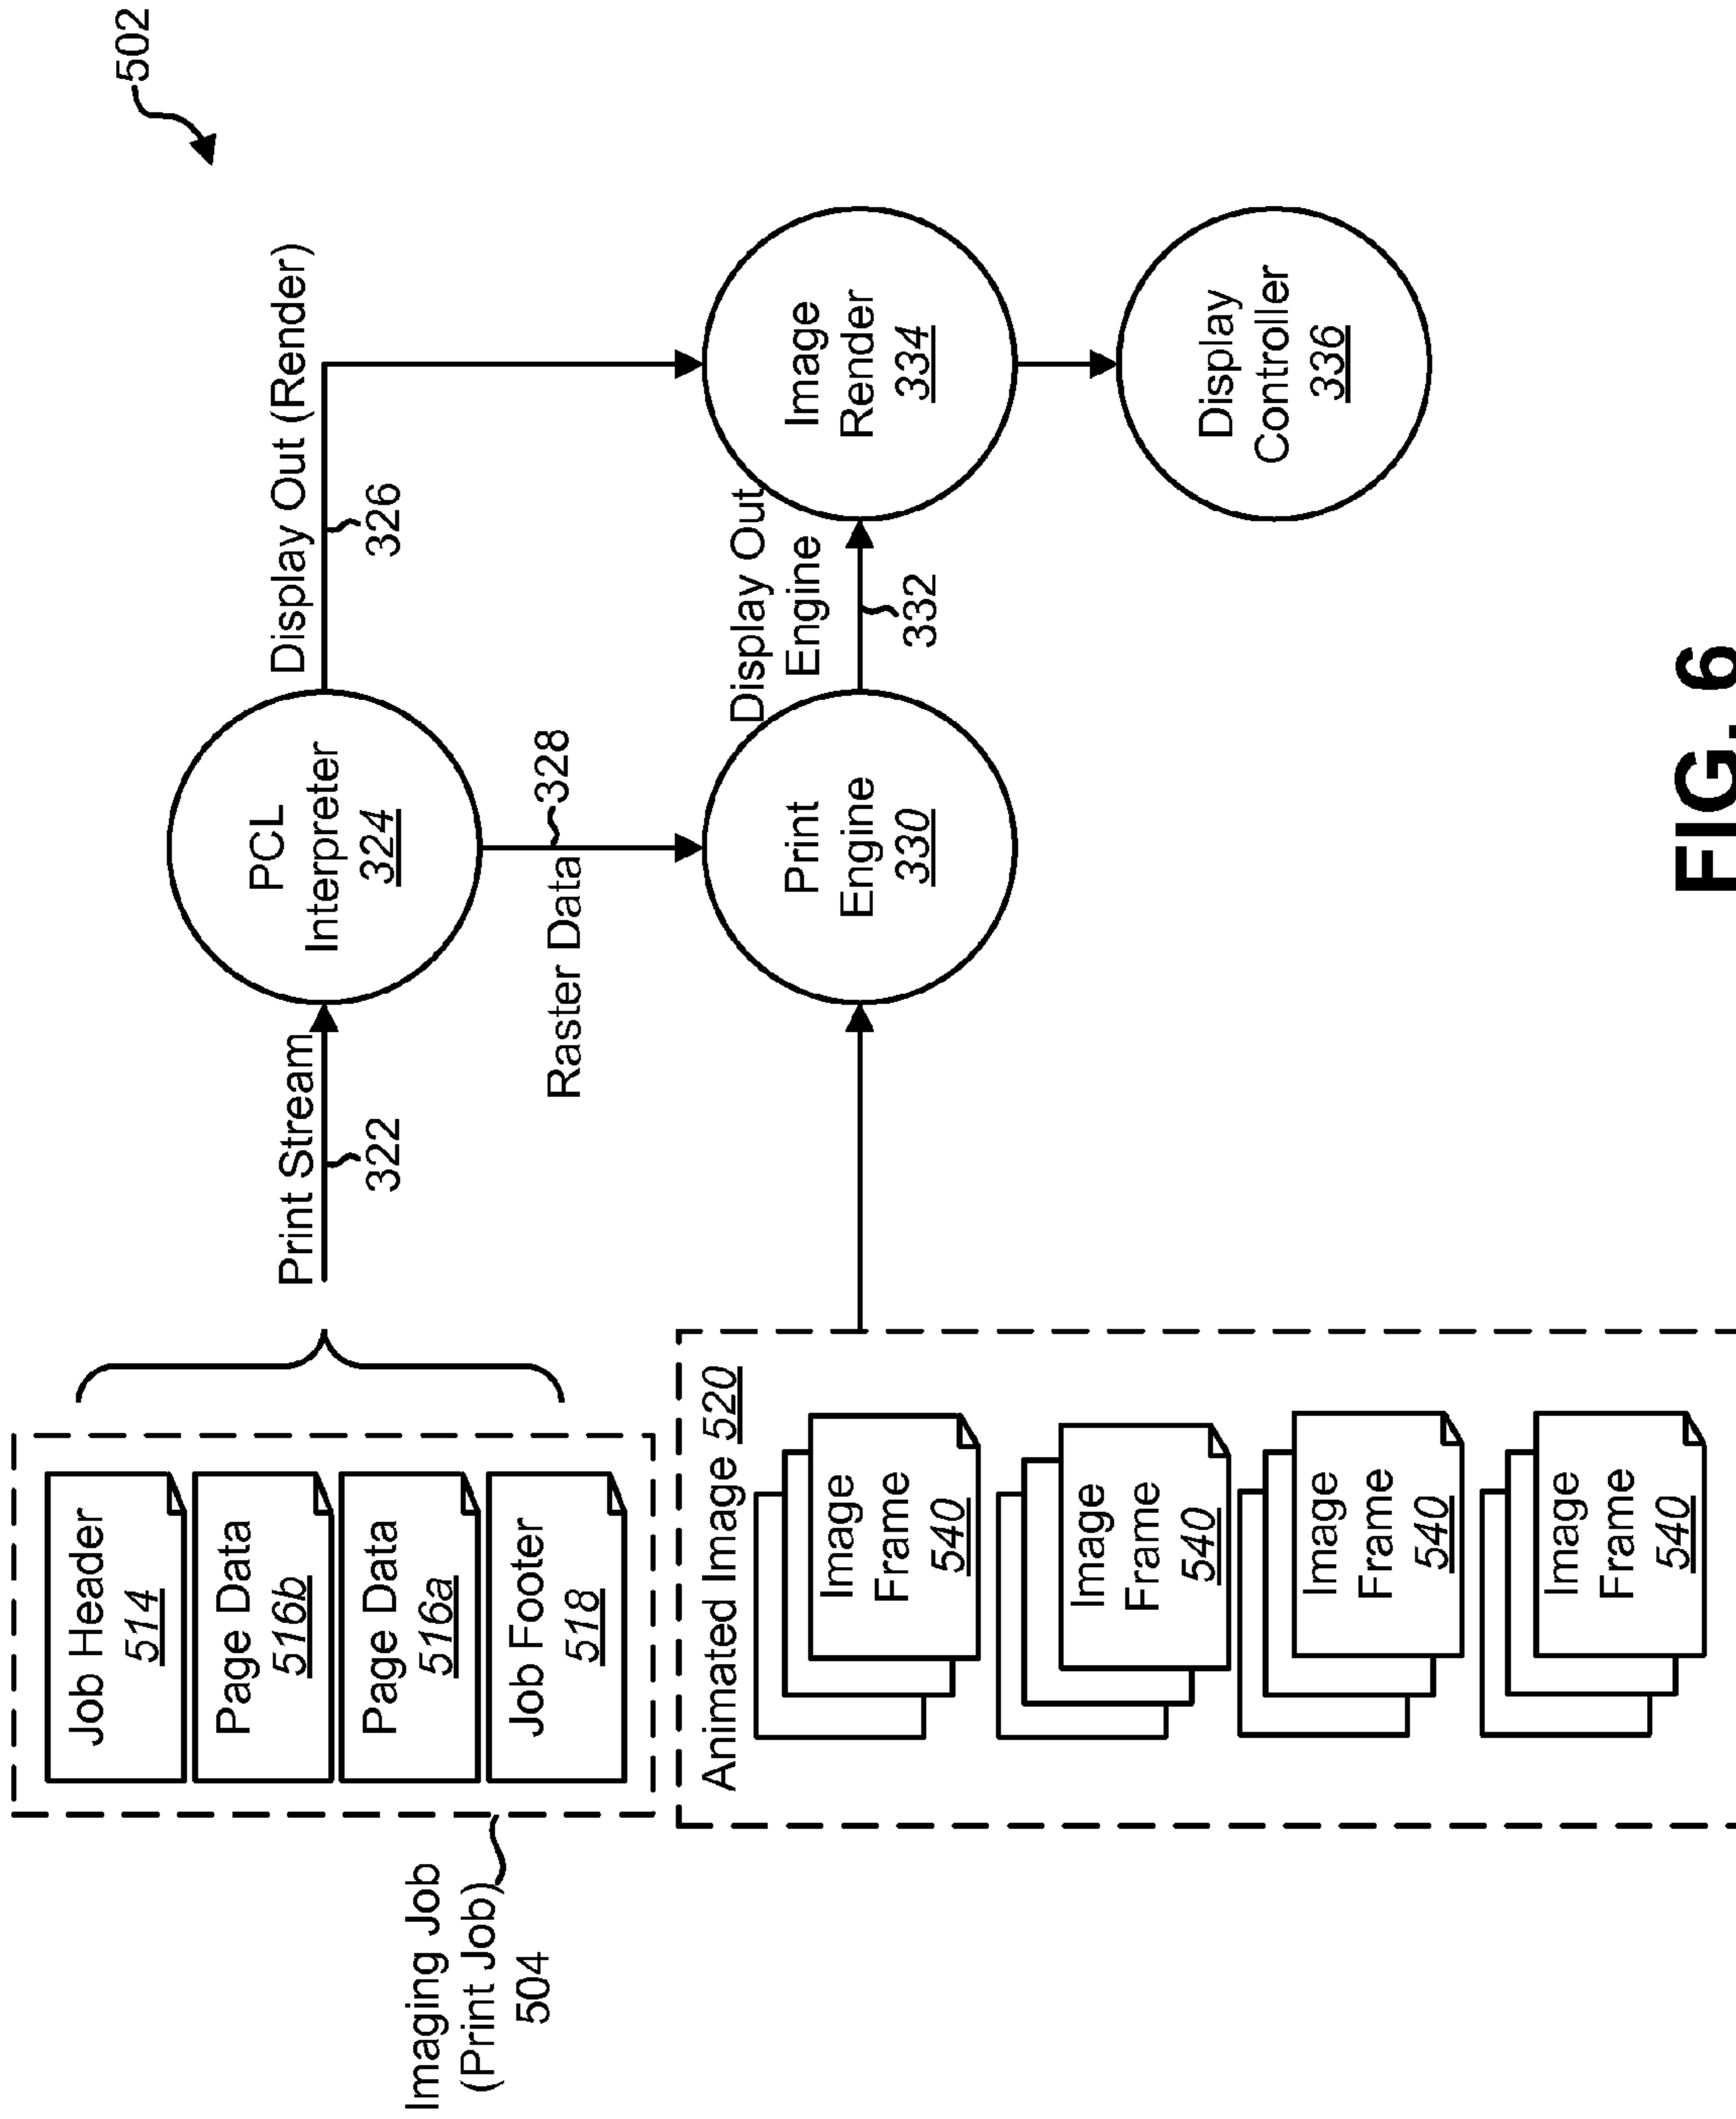 502
Imaging Job
(Print Job)
504
Job Header
514
Page Data
516b
Page Data
516a
Job Footer
518
Print Stream
322
PCL
Interpreter
324
Display Out (Render)
326
Raster Data
328
Animated Image 520
Image
Frame
540
Image
Frame
540
Image
Frame
540
Image
Frame
540
Print
Engine
330
Display Out
Engine
332
Image
Render
334
Display
Controller
336
FIG. 6